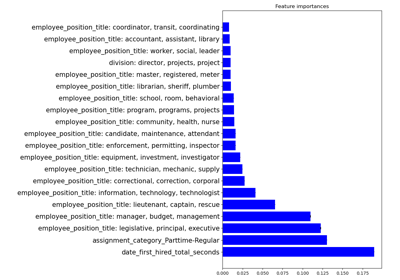 Feature importances
employee_position_title: coordinator, transit, coordinating
employee_position_title: accountant, assistant, library
employee_position_title: worker, social, leader
division: director, projects, project
employee_position_title: master, registered, meter
employee_position_title: librarian, sheriff, plumber
employee_position_title: school, room, behavioral
employee_position_title: program, programs, projects
employee_position_title: community, health, nurse
employee_position_title: candidate, maintenance, attendant
employee_position_title: enforcement, permitting, inspector
employee_position_title: equipment, investment, investigator
employee_position_title: technician, mechanic, supply
employee_position_title: correctional, correction, corporal
employee_position_title: information, technology, technologist
employee_position_title: lieutenant, captain, rescue
employee_position_title: manager, budget, management
employee_position_title: legislative, principal, executive
assignment_category_Parttime-Regular
date_first_hired_total_seconds
0.000 0.025 0.050 0.075 0.100 0.125 0.150 0.175